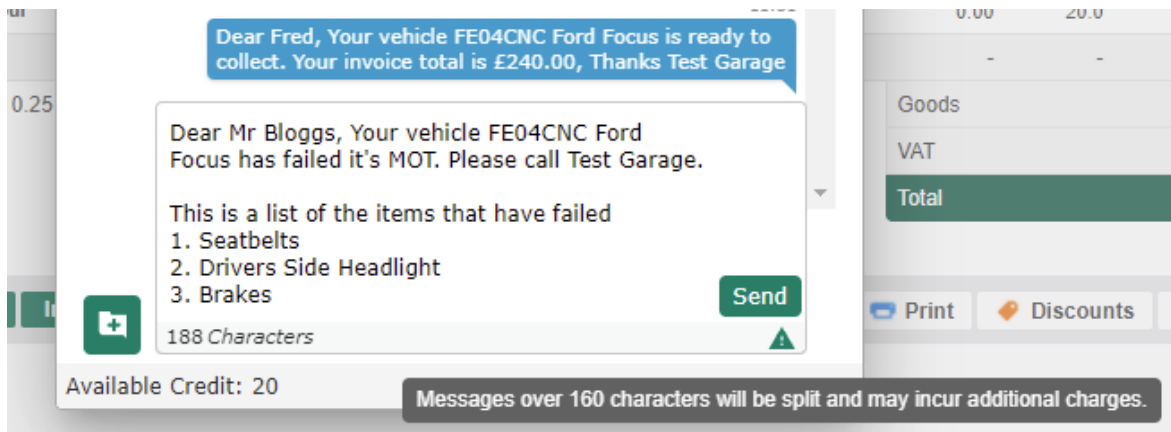 0.00 20.0
Dear Fred, Your vehicle FE04CNC Ford Focus is ready to
collect. Your invoice total is £240.00, Thanks Test Garage
- -
0.25
Goods
Dear Mr Bloggs, Your vehicle FE04CNC Ford
Focus has failed it's MOT. Please call Test Garage.
VAT
Total
This is a list of the items that have failed
1. Seatbelts
2. Drivers Side Headlight
3. Brakes
Send
Print
Discounts
188 Characters
Available Credit: 20
Messages over 160 characters will be split and may incur additional charges.